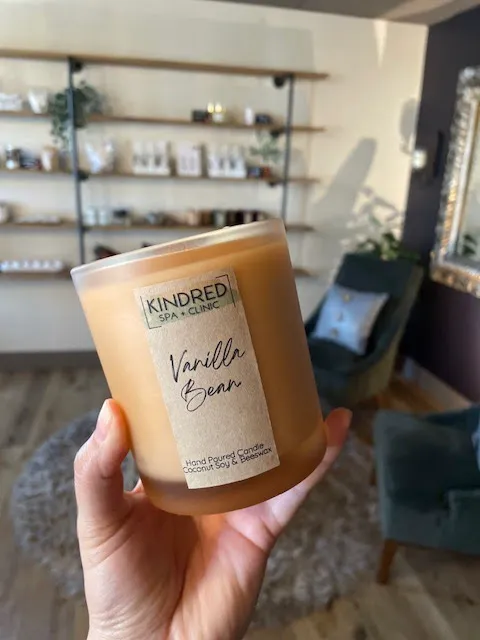 KINDRED
SPA + CLINIC
Vanilla
Bean
Hand Poured Candle
Coconut Soy & Beeswax